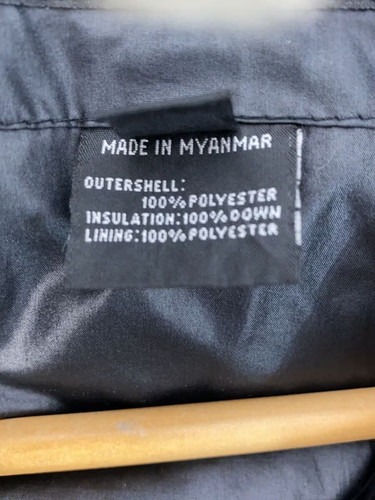 MADE IN MYANMAR
OUTERSHELL:
100% POLYESTER
INSULATION:100% DOWN
LINING:100% POLYESTER